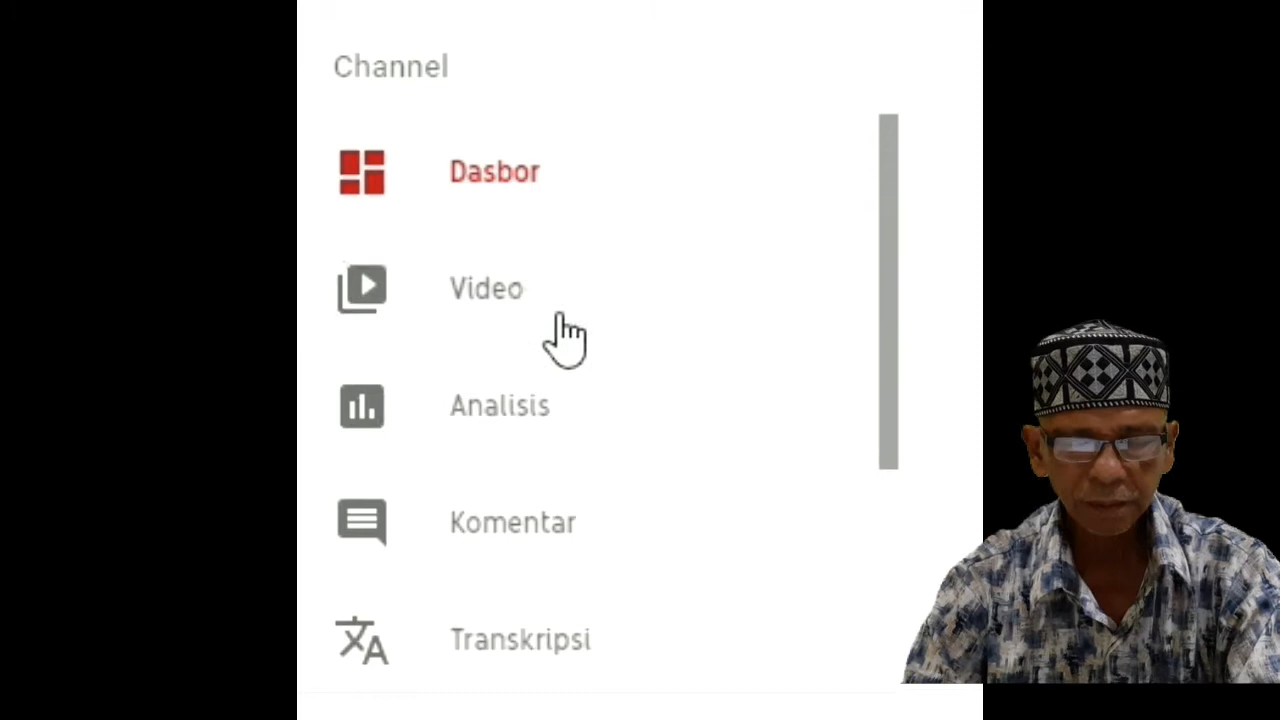 Channel
Dasbor
Video
Analisis
Komentar
Transkripsi